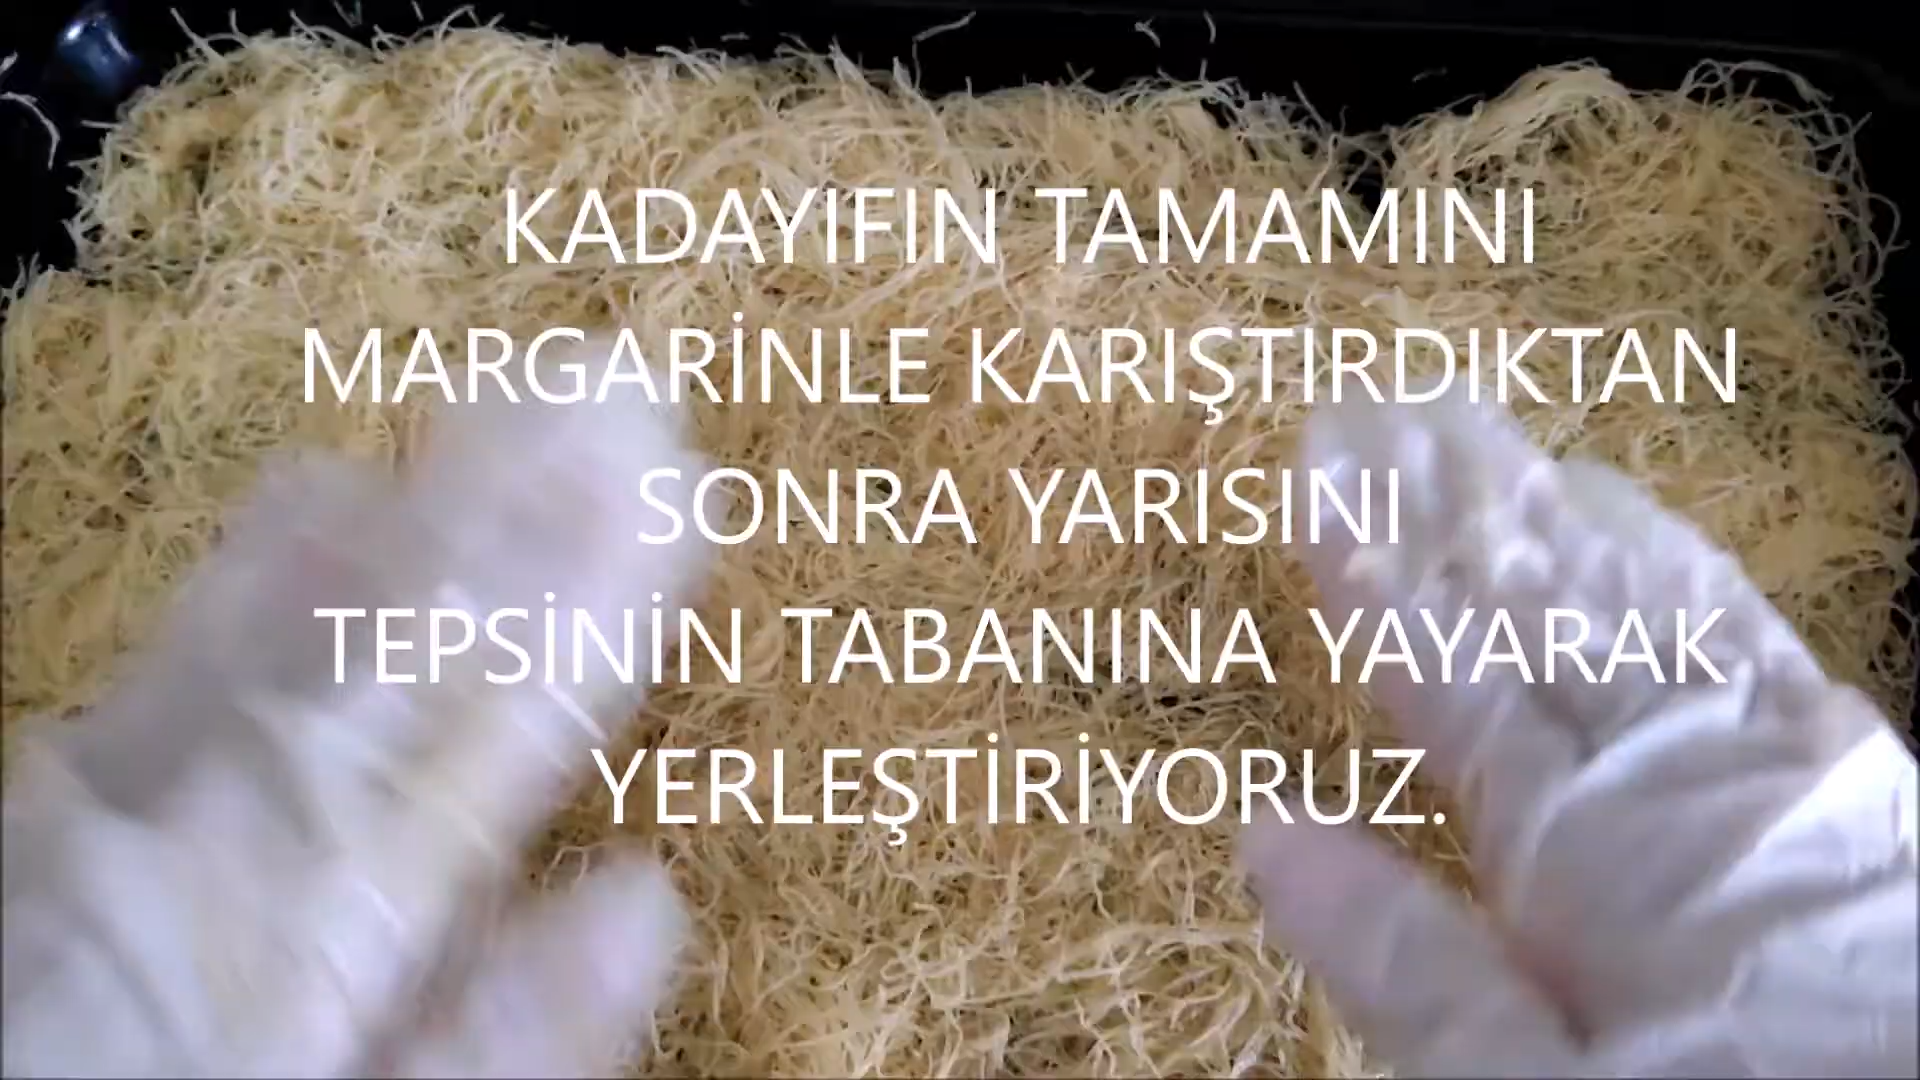 KADAYIFIN TAMAMINI
MARGARİNLE KARIŞTIRDIKTAN
SONRA YARISINI
TEPSİNİN TABANINA YAYARAK
YERLEŞTİRİYORUZ.